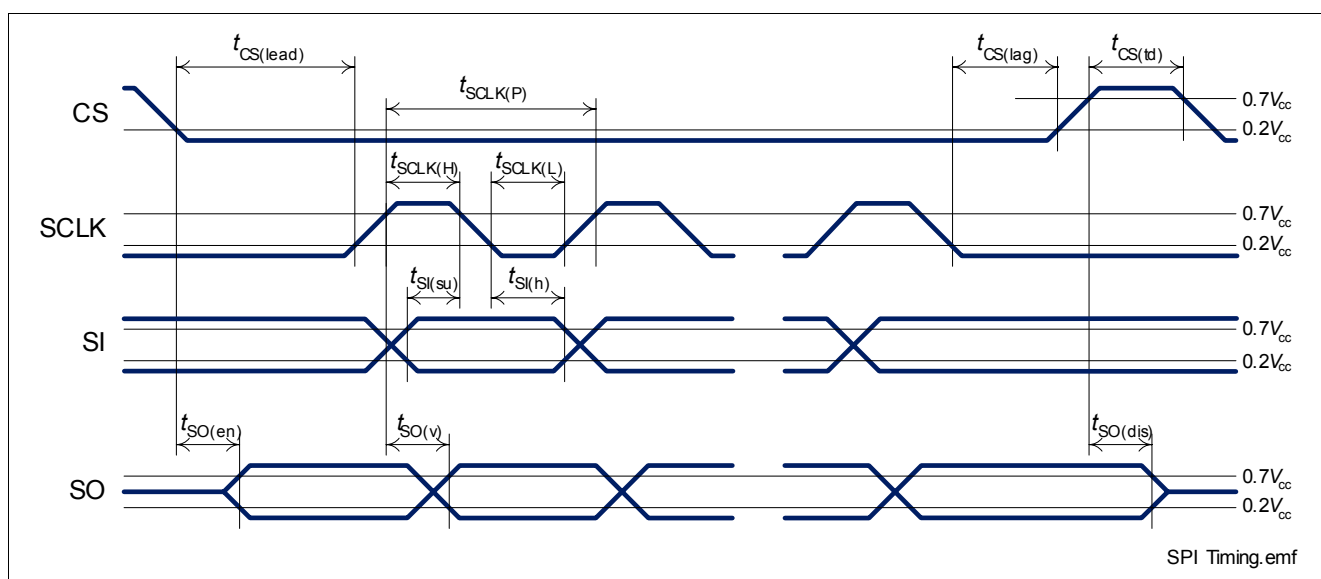 tCS(lead)
tCS(lag)
tCS(td)
tSCLK(P)
CS
0.7Vcc
0.2Vcc
tSCLK(H)
tSCLK(L)
SCLK
0.7Vcc
0.2Vcc
tSI(su)
tSI(h)
SI
0.7Vcc
0.2Vcc
tSO(en)
tSO(v)
tSO(dis)
SO
0.7Vcc
0.2Vcc
SPI Timing.emf